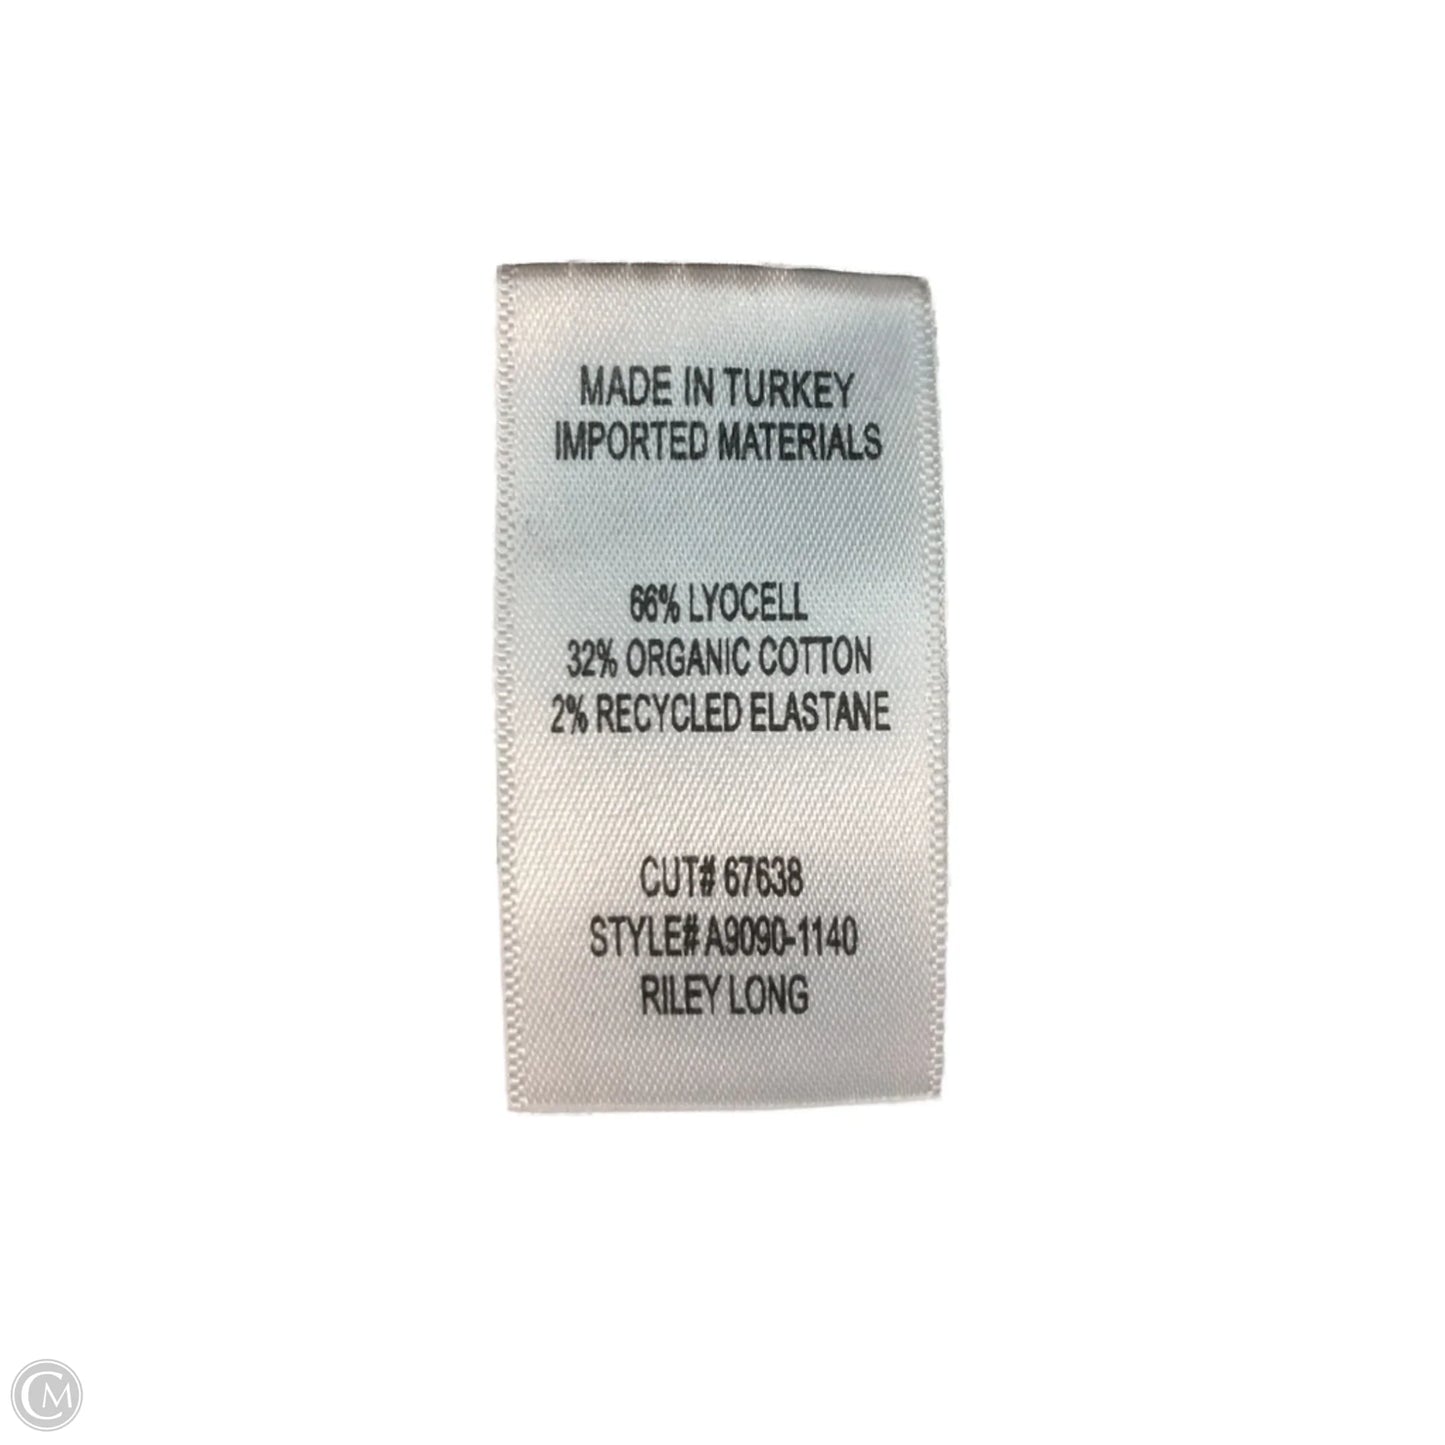 MADE IN TURKEY
IMPORTED MATERIALS
66% LYOCELL
32% ORGANIC COTTON
2% RECYCLED ELASTANE
CUT# 67638
STYLE# A9090-1140
RILEY LONG
CM